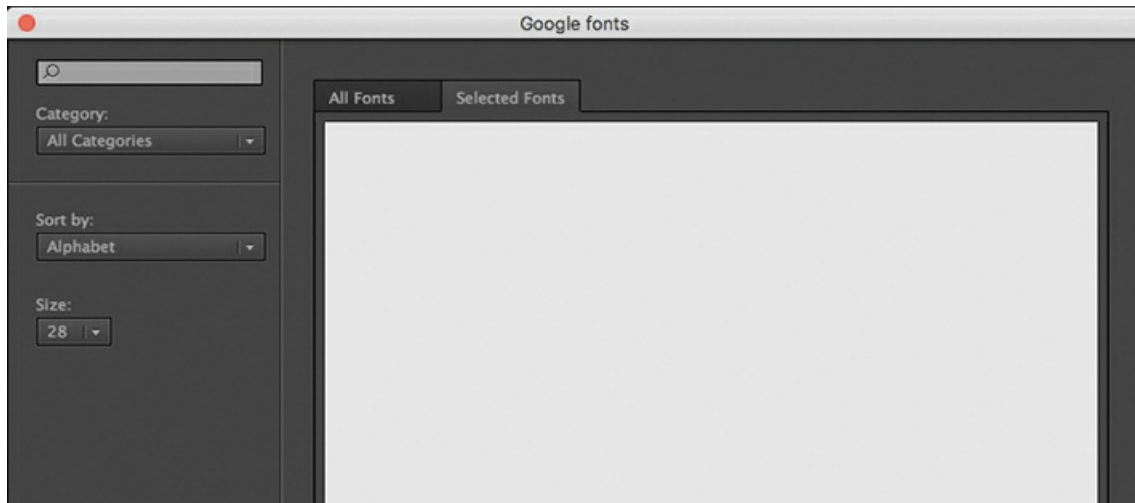 Google fonts
Category:
All Categories
Sort by:
Alphabet
Size:
28
All Fonts
Selected Fonts